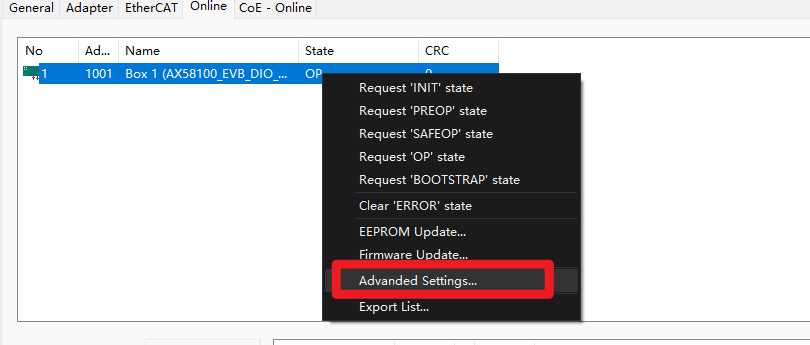 General Adapter EtherCAT Online CoE - Online
No Ad... Name State CRC
1 1001 Box 1 (AX58100_EVB_DIO_... OP 0
Request 'INIT' state
Request 'PREOP' state
Request 'SAFEOP' state
Request 'OP' state
Request 'BOOTSTRAP' state
Clear 'ERROR' state
EEPROM Update...
Firmware Update...
Advanded Settings...
Export List...